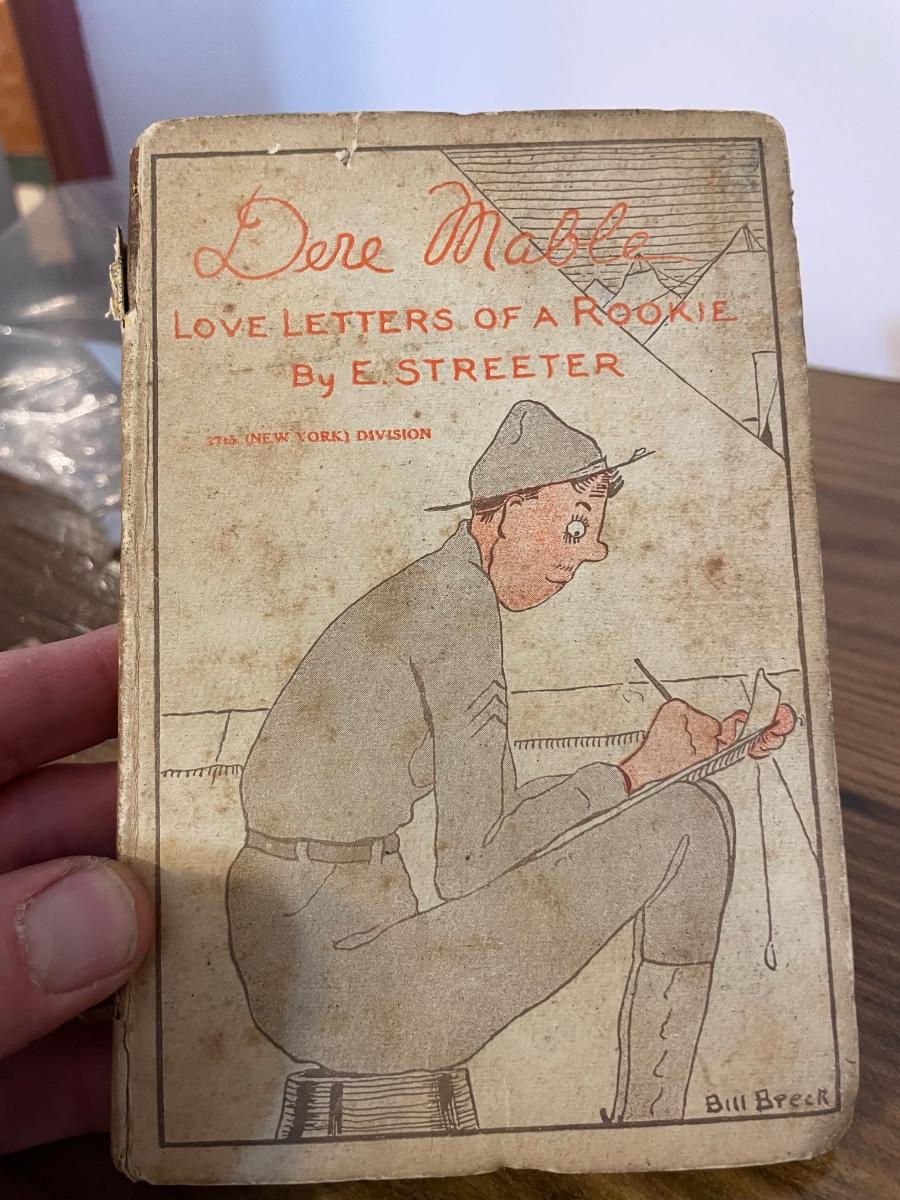 Dere Mable
LOVE LETTERS OF A ROOKIE
By E. STREETER
27th (NEW YORK) DIVISION
Bill Breck